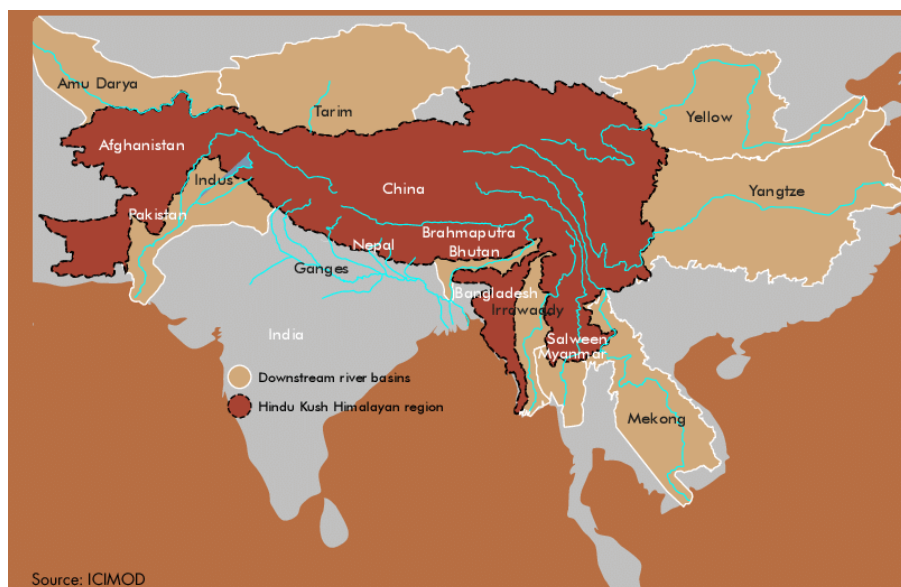 Amu Darya
Tarim
Yellow
Afghanistan
Indus
China
Yangtze
Pakistan
Brahmaputra
Nepal
Bhutan
Ganges
Bangladesh
Irrawaddy
India
Salween
Myanmar
Downstream river basins
Hindu Kush Himalayan region
Mekong
Source: ICIMOD